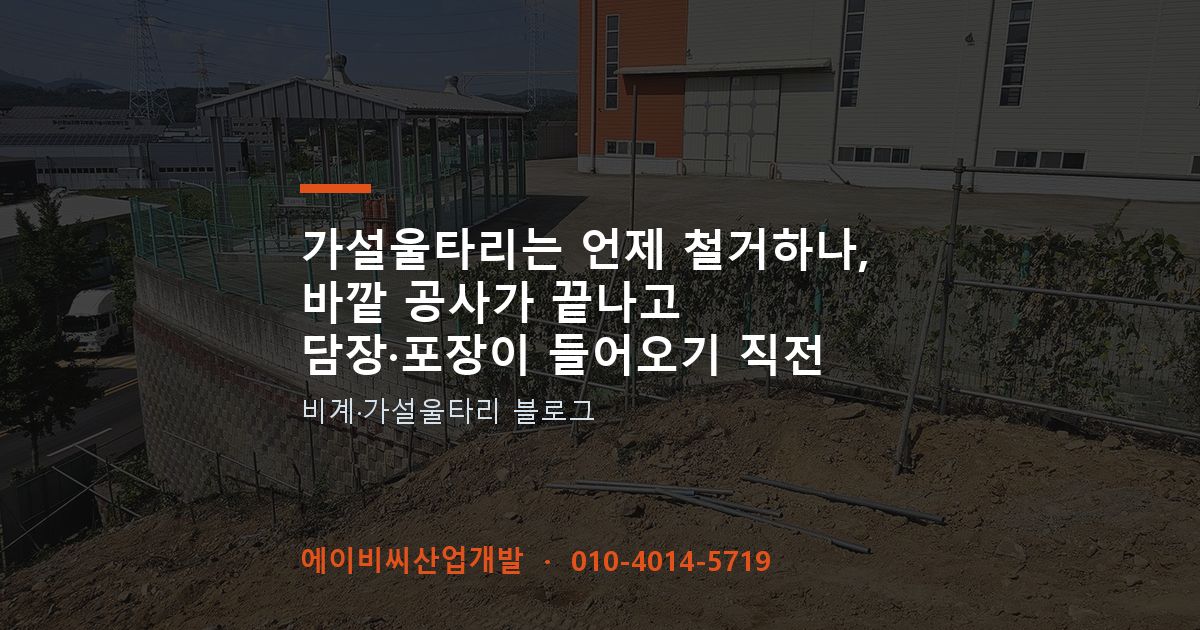 가설울타리는 언제 철거하나,
바깥 공사가 끝나고
담장·포장이 들어오기 직전
비계·가설울타리 블로그
에이비씨산업개발 · 010-4014-5719